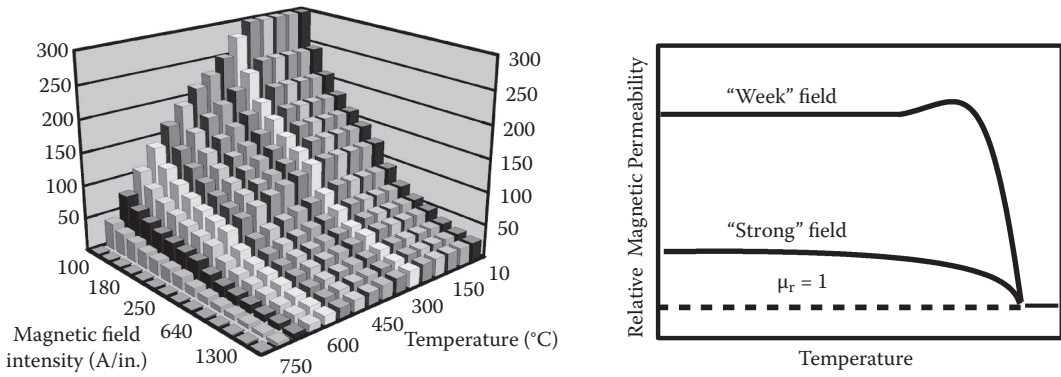 300
250
200
150
100
50
300
250
200
150
100
50
100
180
250
640
1300
Magnetic field
intensity (A/in.)
10
150
300
450
600
750
Temperature (°C)
Relative Magnetic Permeability
"Week" field
"Strong" field
μr = 1
Temperature